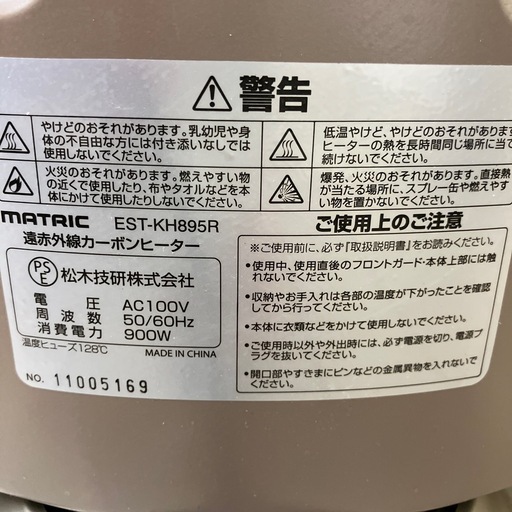 警告
やけどのおそれがあります。乳幼児や身
体の不自由な方には付き添いなしでは
使用しないでください。
低温やけど、やけどのおそれがあります。
ヒーターの熱を長時間同じ場所に当て
続けないでください。
火災のおそれがあります。燃えやすい物
の近くで使用したり、布やタオルなどを本
体にかけて使用したりしないでください。
爆発、火災のおそれがあります。直接熱
が当たる場所に、スプレー缶や燃えやす
い物を置かないでください。
MATRIC EST-KH895R
遠赤外線カーボンヒーター
PSE 松木技研株式会社
電圧 AC100V
周波数 50/60Hz
消費電力 900W
温度ヒューズ128℃ MADE IN CHINA
NO. 11005169
ご使用上のご注意
※ご使用前に、必ず「取扱説明書」をお読みください。
•使用中、使用直後のフロントガード・本体上部には触
れないでください。
•収納やお手入れは各部の温度が下がったことを確認
してから行ってください。
•本体に衣類などをかけて使用しないでください。
•ご使用時以外や外出時には、必ず電源を切り、電源プ
ラグを抜いてください。
•開口部やすきまにピンなどの金属異物を入れない
でください。